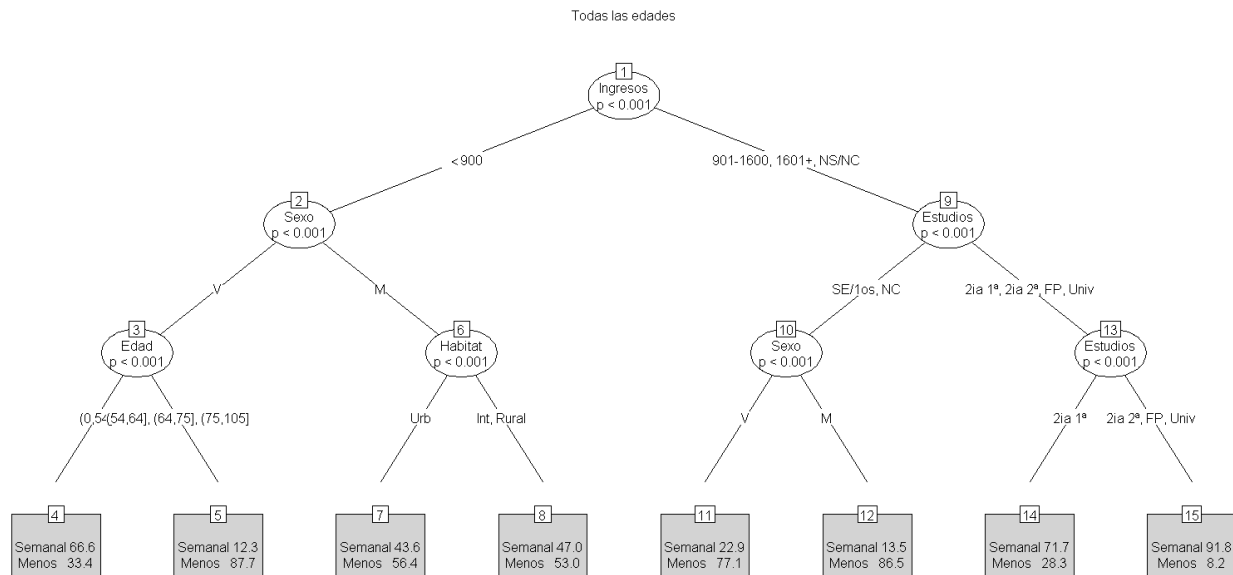 Todas las edades
1
Ingresos
p < 0.001
<900
901-1600, 1601+, NS/NC
2
Sexo
p < 0.001
9
Estudios
p < 0.001
V
M
SE/1os, NC
2ia 1ª, 2ia 2ª, FP, Univ
3
Edad
p < 0.001
6
Habitat
p < 0.001
10
Sexo
p < 0.001
13
Estudios
p < 0.001
(0,54
(54,64], (64,75], (75,105]
Urb
Int, Rural
V
M
2ia 1ª
2ia 2ª, FP, Univ
4
Semanal 66.6
Menos 33.4
5
Semanal 12.3
Menos 87.7
7
Semanal 43.6
Menos 56.4
8
Semanal 47.0
Menos 53.0
11
Semanal 22.9
Menos 77.1
12
Semanal 13.5
Menos 86.5
14
Semanal 71.7
Menos 28.3
15
Semanal 91.8
Menos 8.2